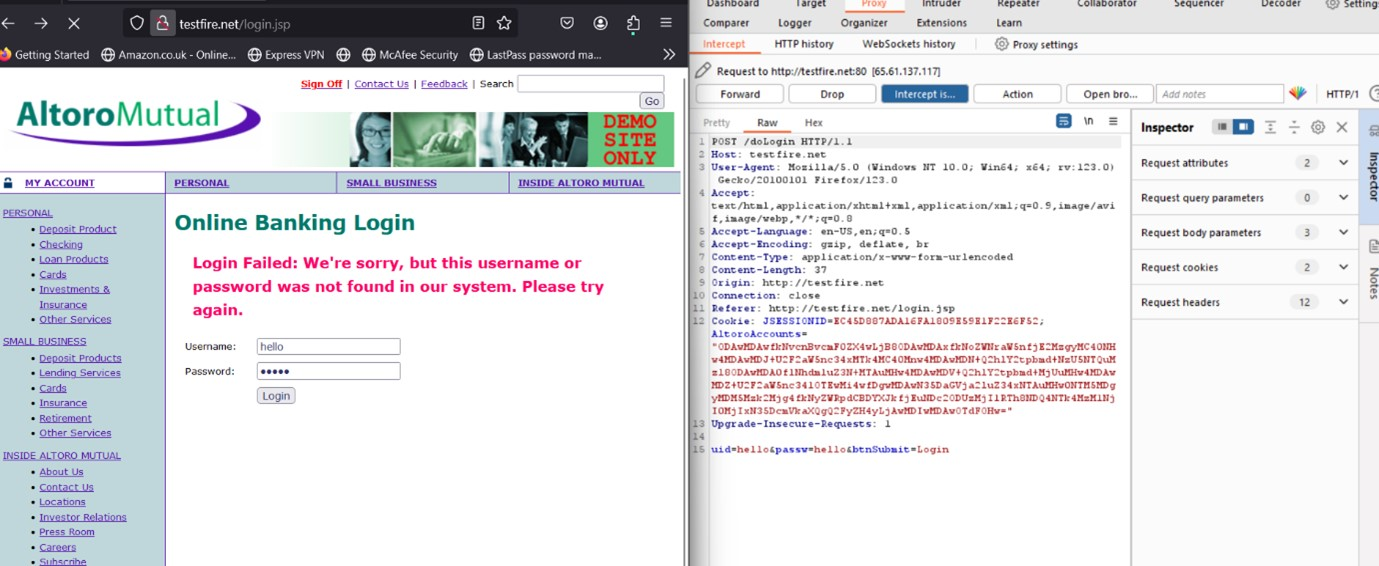 testfire.net/login.jsp
Getting Started Amazon.co.uk - Online... Express VPN McAfee Security LastPass password ma...
Sign Off | Contact Us | Feedback | Search
Go
AltoroMutual
DEMO
SITE
ONLY
MY ACCOUNT PERSONAL SMALL BUSINESS INSIDE ALTORO MUTUAL
PERSONAL
• Deposit Product
• Checking
• Loan Products
• Cards
• Investments &
Insurance
• Other Services
SMALL BUSINESS
• Deposit Products
• Lending Services
• Cards
• Insurance
• Retirement
• Other Services
INSIDE ALTORO MUTUAL
• About Us
• Contact Us
• Locations
• Investor Relations
• Press Room
• Careers
• Subscribe
Online Banking Login
Login Failed: We're sorry, but this username or
password was not found in our system. Please try
again.
Username: hello
Password: •••••
Login
Dashboard Target Proxy Intruder Repeater Collaborator Sequencer Decoder Settings
Comparer Logger Organizer Extensions Learn
Intercept HTTP history WebSockets history Proxy settings
Request to http://testfire.net:80 [65.61.137.117]
Forward Drop Intercept is... Action Open bro... Add notes HTTP/1
Pretty Raw Hex \n
1 POST /doLogin HTTP/1.1
2 Host: testfire.net
3 User-Agent: Mozilla/5.0 (Windows NT 10.0; Win64; x64; rv:123.0)
Gecko/20100101 Firefox/123.0
4 Accept:
text/html,application/xhtml+xml,application/xml;q=0.9,image/avi
f,image/webp,*/*;q=0.8
5 Accept-Language: en-US,en;q=0.5
6 Accept-Encoding: gzip, deflate, br
7 Content-Type: application/x-www-form-urlencoded
8 Content-Length: 37
9 Origin: http://testfire.net
10 Connection: close
11 Referer: http://testfire.net/login.jsp
12 Cookie: JSESSIONID=
AltoroAccounts=
13 Upgrade-Insecure-Requests: 1
14
15 uid=hello&passw=hello&btnSubmit=Login
Inspector
Request attributes 2
Request query parameters 0
Request body parameters 3
Request cookies 2
Request headers 12
Inspector
Notes